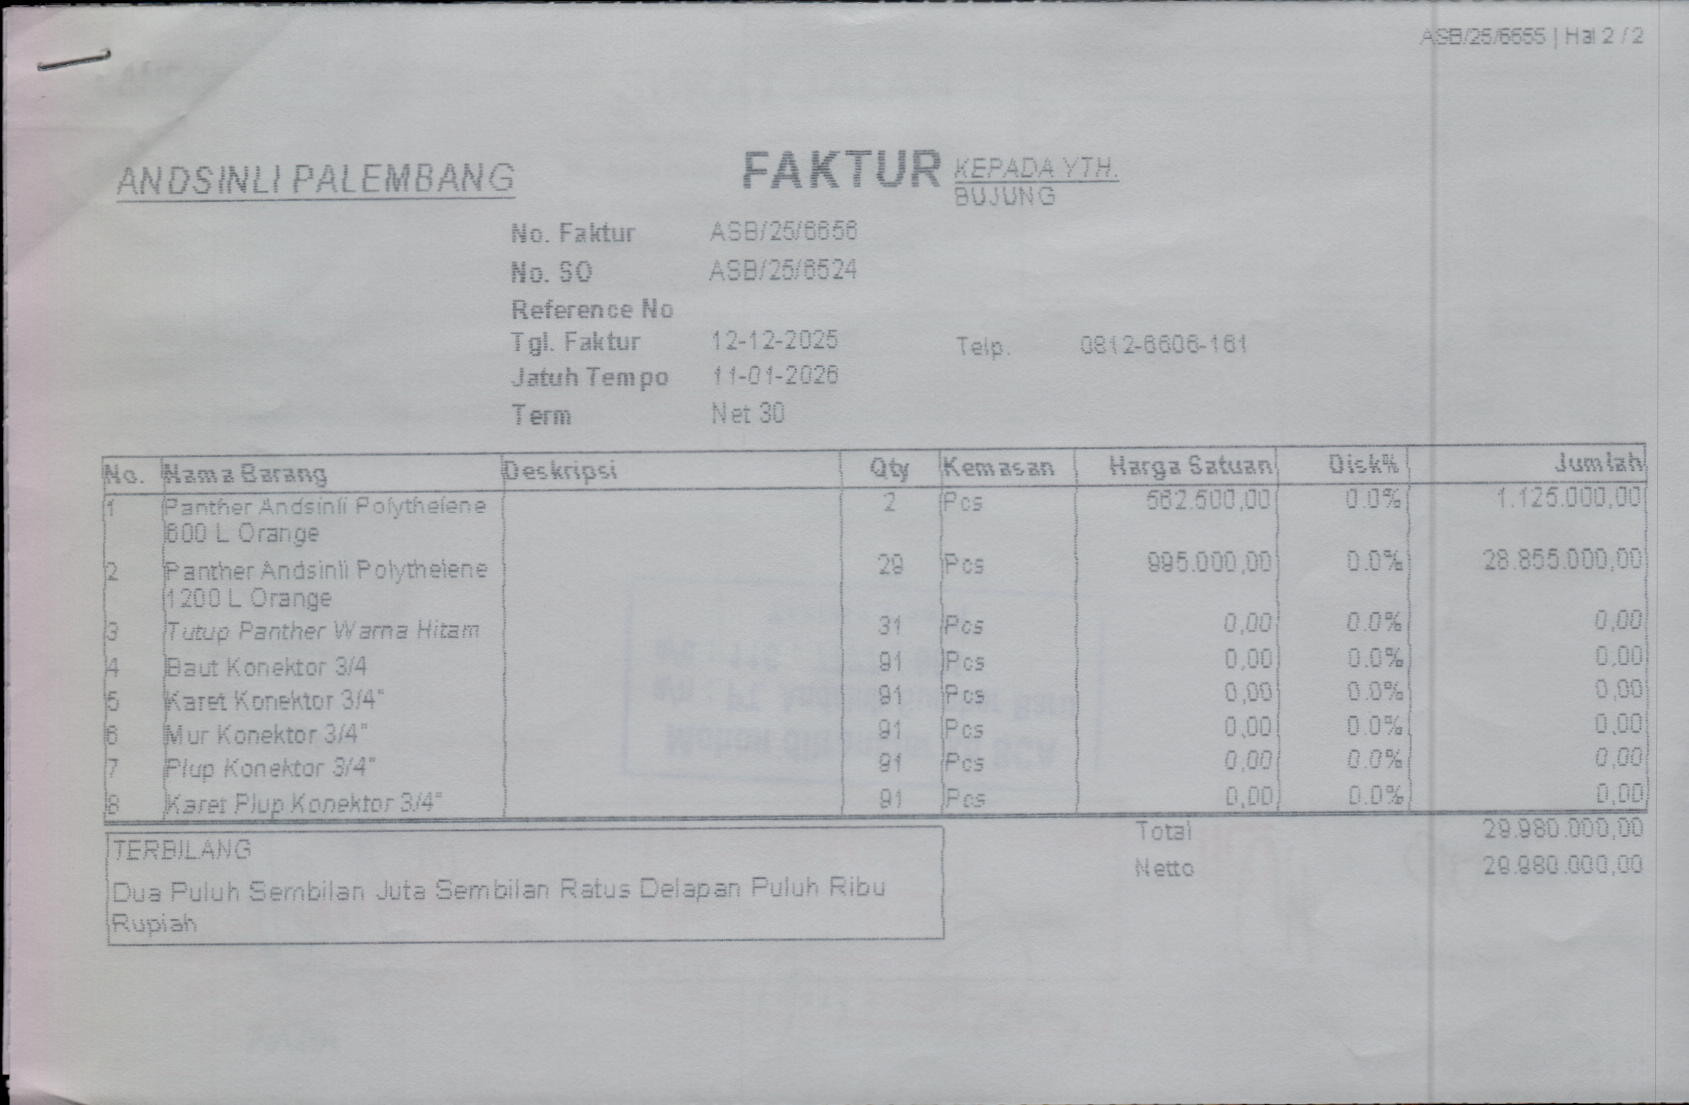 ASB/25/6655 | Hal 2 / 2
ANDSINLI PALEMBANG
FAKTUR
KEPADA YTH.
BUJUNG
No. Faktur ASB/25/6656
No. SO ASB/25/6524
Reference No
Tgl. Faktur 12-12-2025
Telp. 0812-6606-161
Jatuh Tempo 11-01-2026
Term Net 30
No. Nama Barang Deskripsi Qty Kemasan Harga Satuan Disk% Jumlah
1 Panther Andsinli Polythelene 2 Pcs 562.500,00 0.0% 1.125.000,00
600 L Orange
2 Panther Andsinli Polythelene 29 Pcs 995.000,00 0.0% 28.855.000,00
1200 L Orange
3 Tutup Panther Warna Hitam 31 Pcs 0,00 0.0% 0,00
4 Baut Konektor 3/4 91 Pcs 0,00 0.0% 0,00
5 Karet Konektor 3/4" 91 Pcs 0,00 0.0% 0,00
6 Mur Konektor 3/4" 91 Pcs 0,00 0.0% 0,00
7 Plup Konektor 3/4" 91 Pcs 0,00 0.0% 0,00
8 Karet Plup Konektor 3/4" 91 Pcs 0,00 0.0% 0,00
Total 29.980.000,00
Netto 29.980.000,00
TERBILANG
Dua Puluh Sembilan Juta Sembilan Ratus Delapan Puluh Ribu
Rupiah